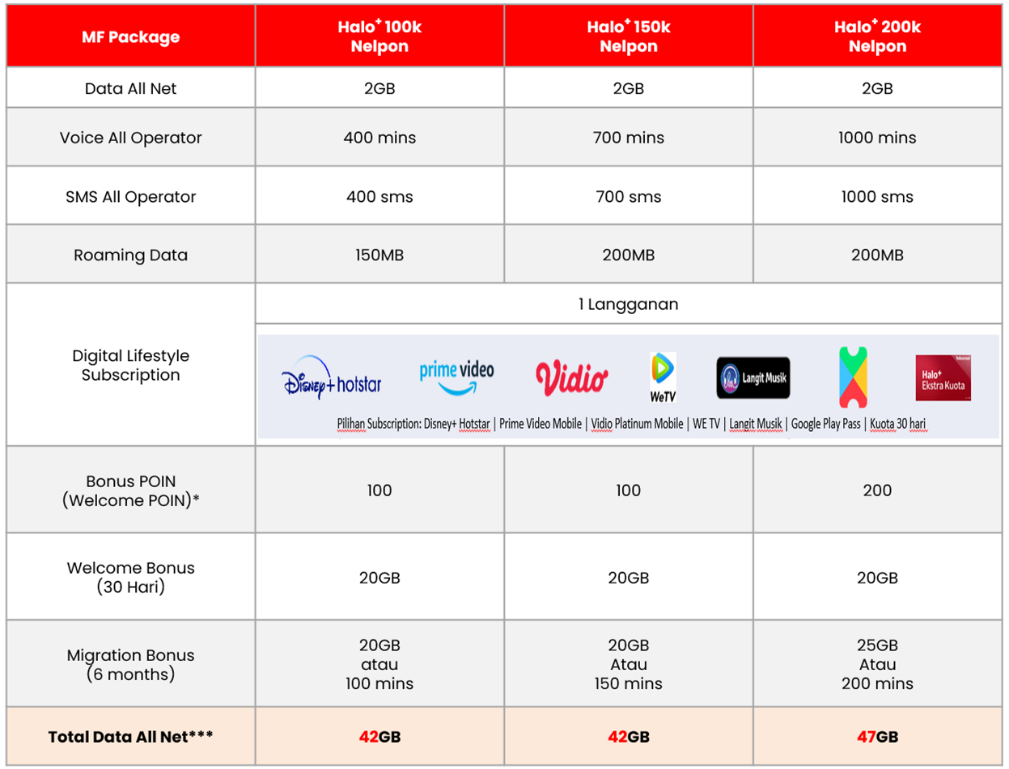 MF Package
Halo+ 100k
Nelpon
Halo+ 150k
Nelpon
Halo+ 200k
Nelpon
Data All Net
2GB
2GB
2GB
Voice All Operator
400 mins
700 mins
1000 mins
SMS All Operator
400 sms
700 sms
1000 sms
Roaming Data
150MB
200MB
200MB
Digital Lifestyle
Subscription
1 Langganan
Disney+ hotstar
prime video
Vidio
WeTV
Langit Musik
Halo+
Ekstra Kuota
Pilihan Subscription: Disney+ Hotstar | Prime Video Mobile | Vidio Platinum Mobile | WE TV | Langit Musik | Google Play Pass | Kuota 30 hari
Bonus POIN
(Welcome POIN)*
100
100
200
Welcome Bonus
(30 Hari)
20GB
20GB
20GB
Migration Bonus
(6 months)
20GB
atau
100 mins
20GB
Atau
150 mins
25GB
Atau
200 mins
Total Data All Net***
42GB
42GB
47GB